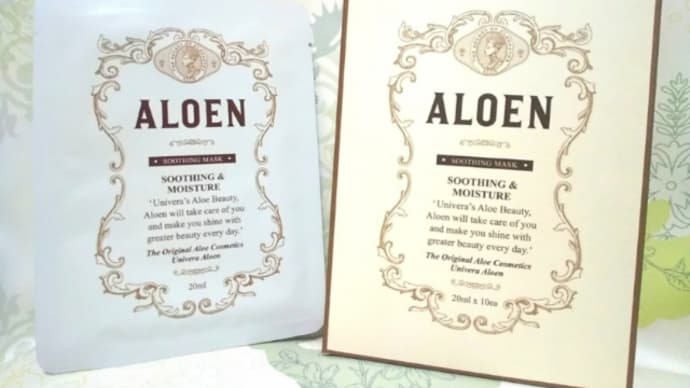 ALOEN
SOOTHING MASK
SOOTHING &
MOISTURE
'Univera's Aloe Beauty,
Aloen will take care of you
and make you shine with
greater beauty every day.'
The Original Aloe Cosmetics
Univera Aloen
20ml
ALOEN
SOOTHING MASK
SOOTHING &
MOISTURE
'Univera's Aloe Beauty,
Aloen will take care of you
and make you shine with
greater beauty every day.'
The Original Aloe Cosmetics
Univera Aloen
20ml x 10ea